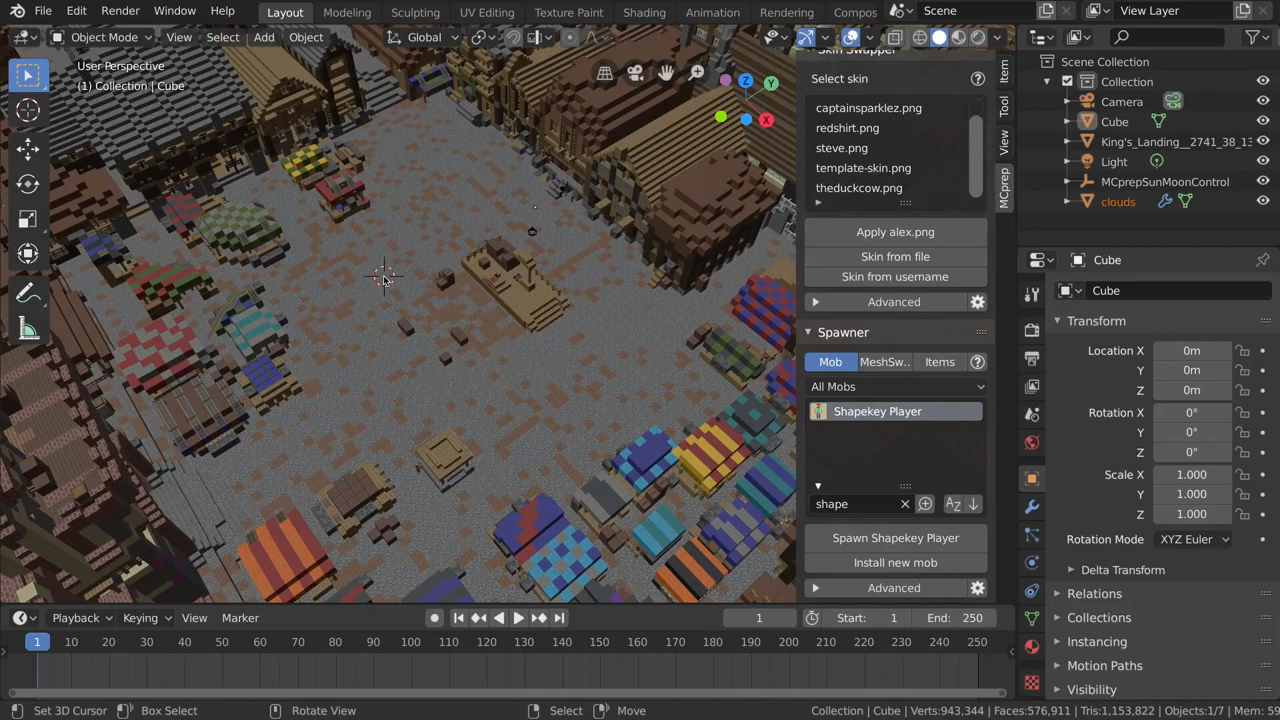 File Edit Render Window Help Layout Modeling Sculpting UV Editing Texture Paint Shading Animation Rendering Compos Scene View Layer
Object Mode View Select Add Object Global
User Perspective
(1) Collection | Cube
Z
Y
X
Select skin
captainsparklez.png
redshirt.png
steve.png
template-skin.png
theduckcow.png
Apply alex.png
Skin from file
Skin from username
Advanced
Spawner
Mob MeshSw.. Items
All Mobs
Shapekey Player
shape
Spawn Shapekey Player
Install new mob
Advanced
Item
Tool
View
MCprep
Scene Collection
Collection
Camera
Cube
King's_Landing__2741_38_13
Light
MCprepSunMoonControl
clouds
Cube
Cube
Transform
Location X 0m
Y 0m
Z 0m
Rotation X 0°
Y 0°
Z 0°
Scale X 1.000
Y 1.000
Z 1.000
Rotation Mode XYZ Euler
Delta Transform
Relations
Collections
Instancing
Motion Paths
Visibility
Playback Keying View Marker 1 Start: 1 End: 250
1 10 20 30 40 50 60 70 80 90 100 110 120 130 140 150 160 170 180 190 200 210 220 230 240 250
Set 3D Cursor Box Select Rotate View Select Move Collection | Cube | Verts:943,344 | Faces:576,911 | Tris:1,153,822 | Objects:1/7 | Mem: 59